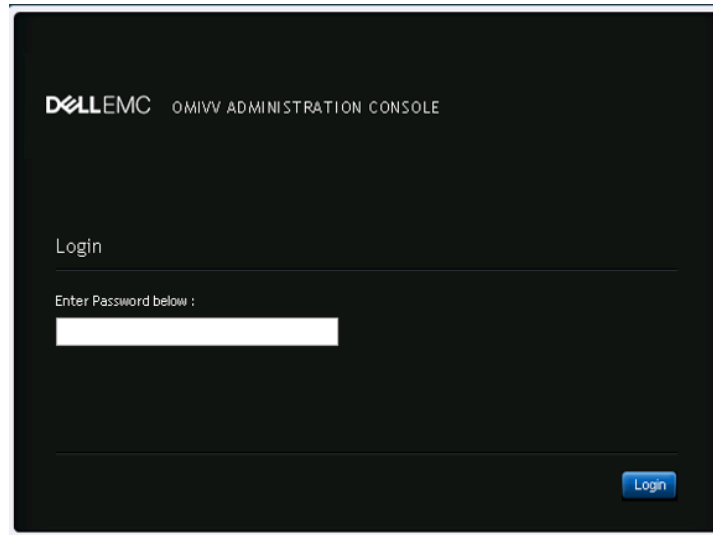 DELLEMC OMIVV ADMINISTRATION CONSOLE
Login
Enter Password below :
Login